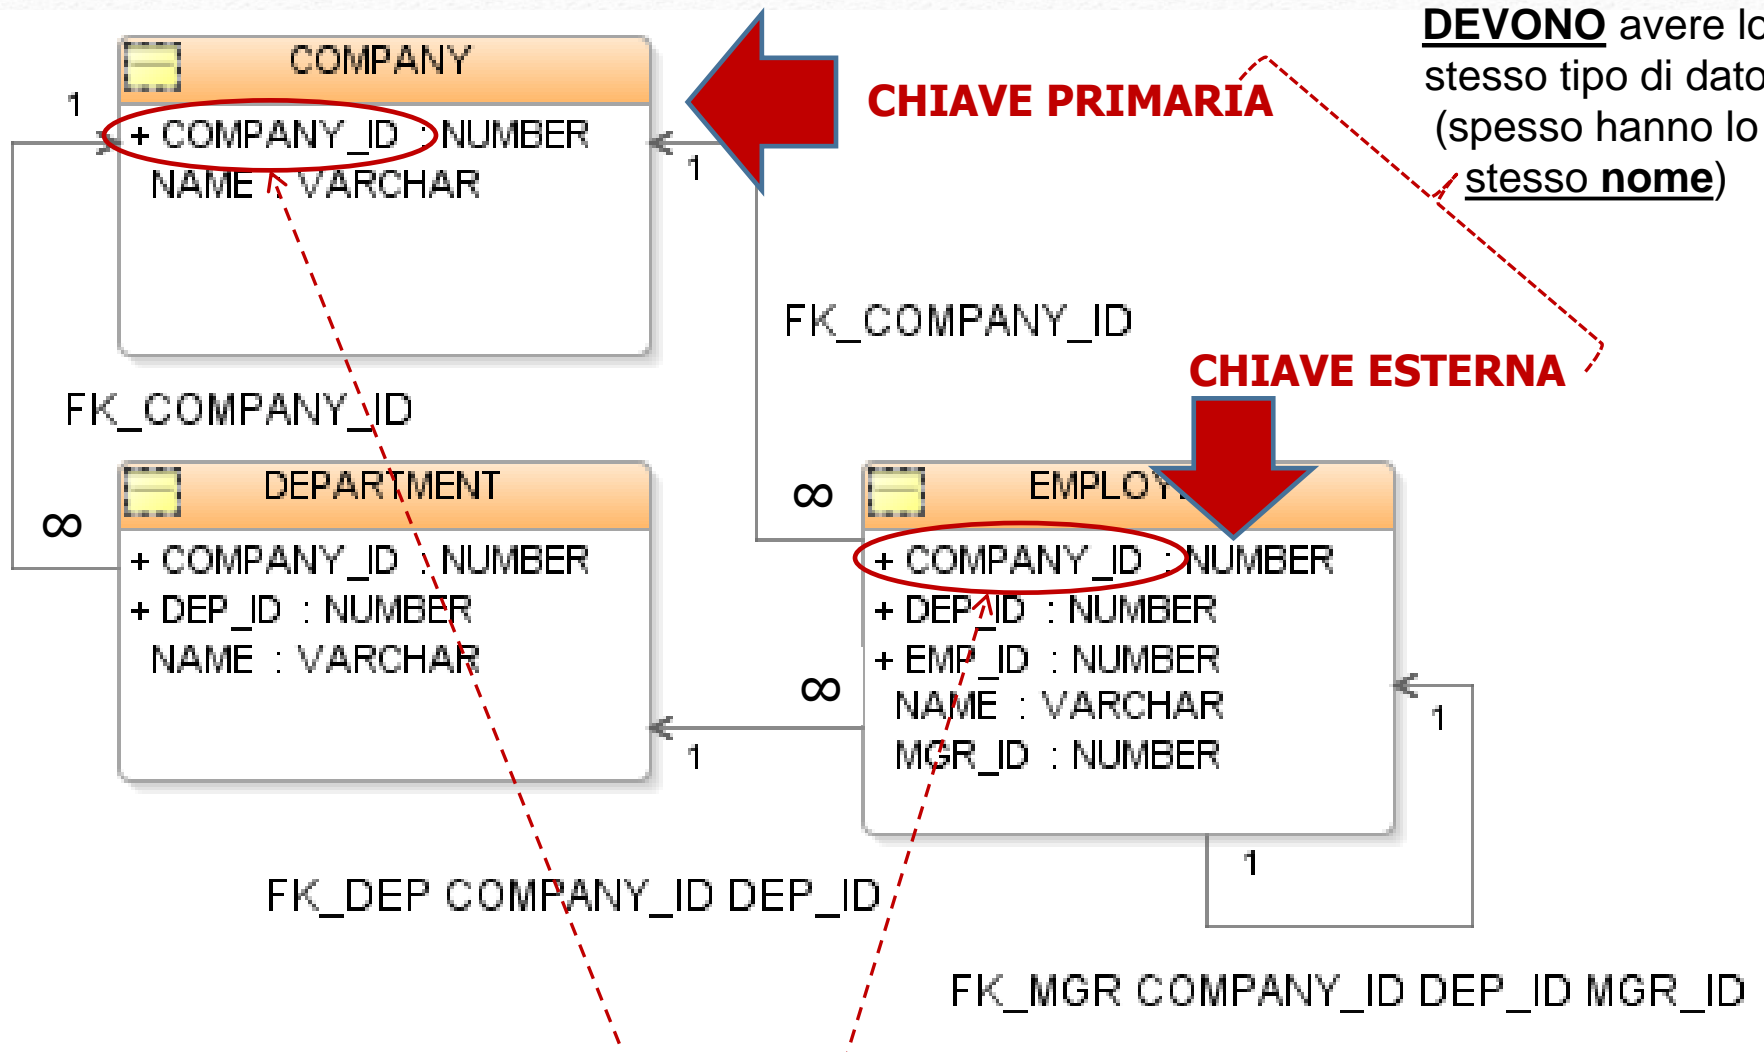 COMPANY
+ COMPANY_ID : NUMBER
NAME : VARCHAR
1
1
CHIAVE PRIMARIA
DEVONO avere lo
stesso tipo di dato
(spesso hanno lo
stesso nome)
FK_COMPANY_ID
FK_COMPANY_ID
CHIAVE ESTERNA
DEPARTMENT
+ COMPANY_ID : NUMBER
+ DEP_ID : NUMBER
NAME : VARCHAR
∞
∞
∞
1
EMPLOY
+ COMPANY_ID : NUMBER
+ DEP_ID : NUMBER
+ EMP_ID : NUMBER
NAME : VARCHAR
MGR_ID : NUMBER
1
1
FK_DEP COMPANY_ID DEP_ID
FK_MGR COMPANY_ID DEP_ID MGR_ID